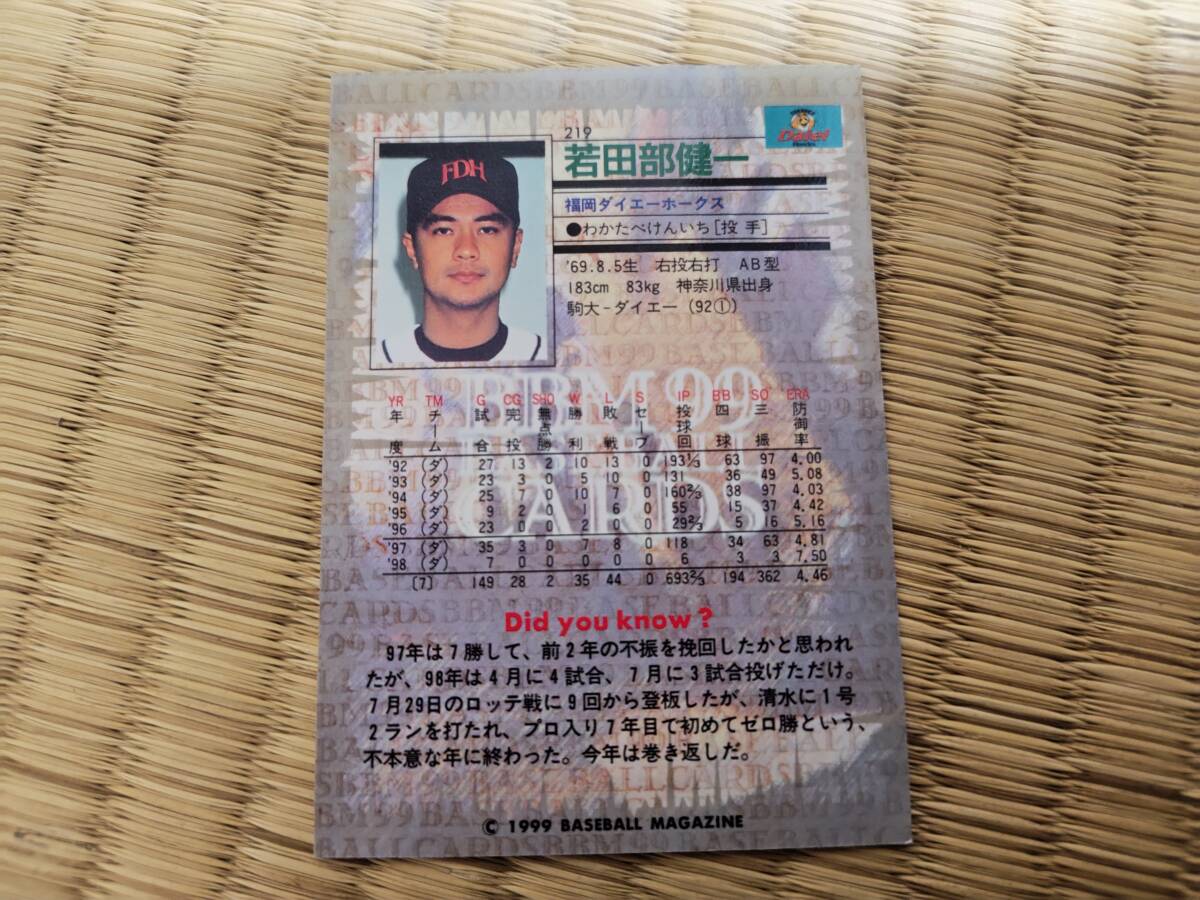 219
若田部健一
Daiei
Hawks
福岡ダイエーホークス
●わかたべけんいち[投 手]
FDH
'69.8.5生 右投右打 AB型
183cm 83kg 神奈川県出身
駒大-ダイエー(92①)
YR TM G CG SHO W L S IP BB SO ERA
年度 チーム 試合 完投 無点勝 勝利 敗戦 セーブ 投球回 四球 三振 防御率
'92 (ダ) 27 13 2 10 13 0 193⅓ 63 97 4.00
'93 (ダ) 23 3 0 5 10 0 131 36 49 5.08
'94 (ダ) 25 7 0 10 7 0 160⅔ 38 97 4.03
'95 (ダ) 9 2 0 1 6 0 55 15 37 4.42
'96 (ダ) 23 0 0 2 0 0 29⅔ 5 16 5.16
'97 (ダ) 35 3 0 7 8 0 118 34 63 4.81
'98 (ダ) 7 0 0 0 0 0 6 3 3 7.50
(7) 149 28 2 35 44 0 693⅔ 194 362 4.46
BBM 99
BASEBALL
CARDS
Did you know?
97年は7勝して、前2年の不振を挽回したかと思われ
たが、98年は4月に4試合、7月に3試合投げただけ。
7月29日のロッテ戦に9回から登板したが、清水に1号
2ランを打たれ、プロ入り7年目で初めてゼロ勝という、
不本意な年に終わった。今年は巻き返しだ。
© 1999 BASEBALL MAGAZINE